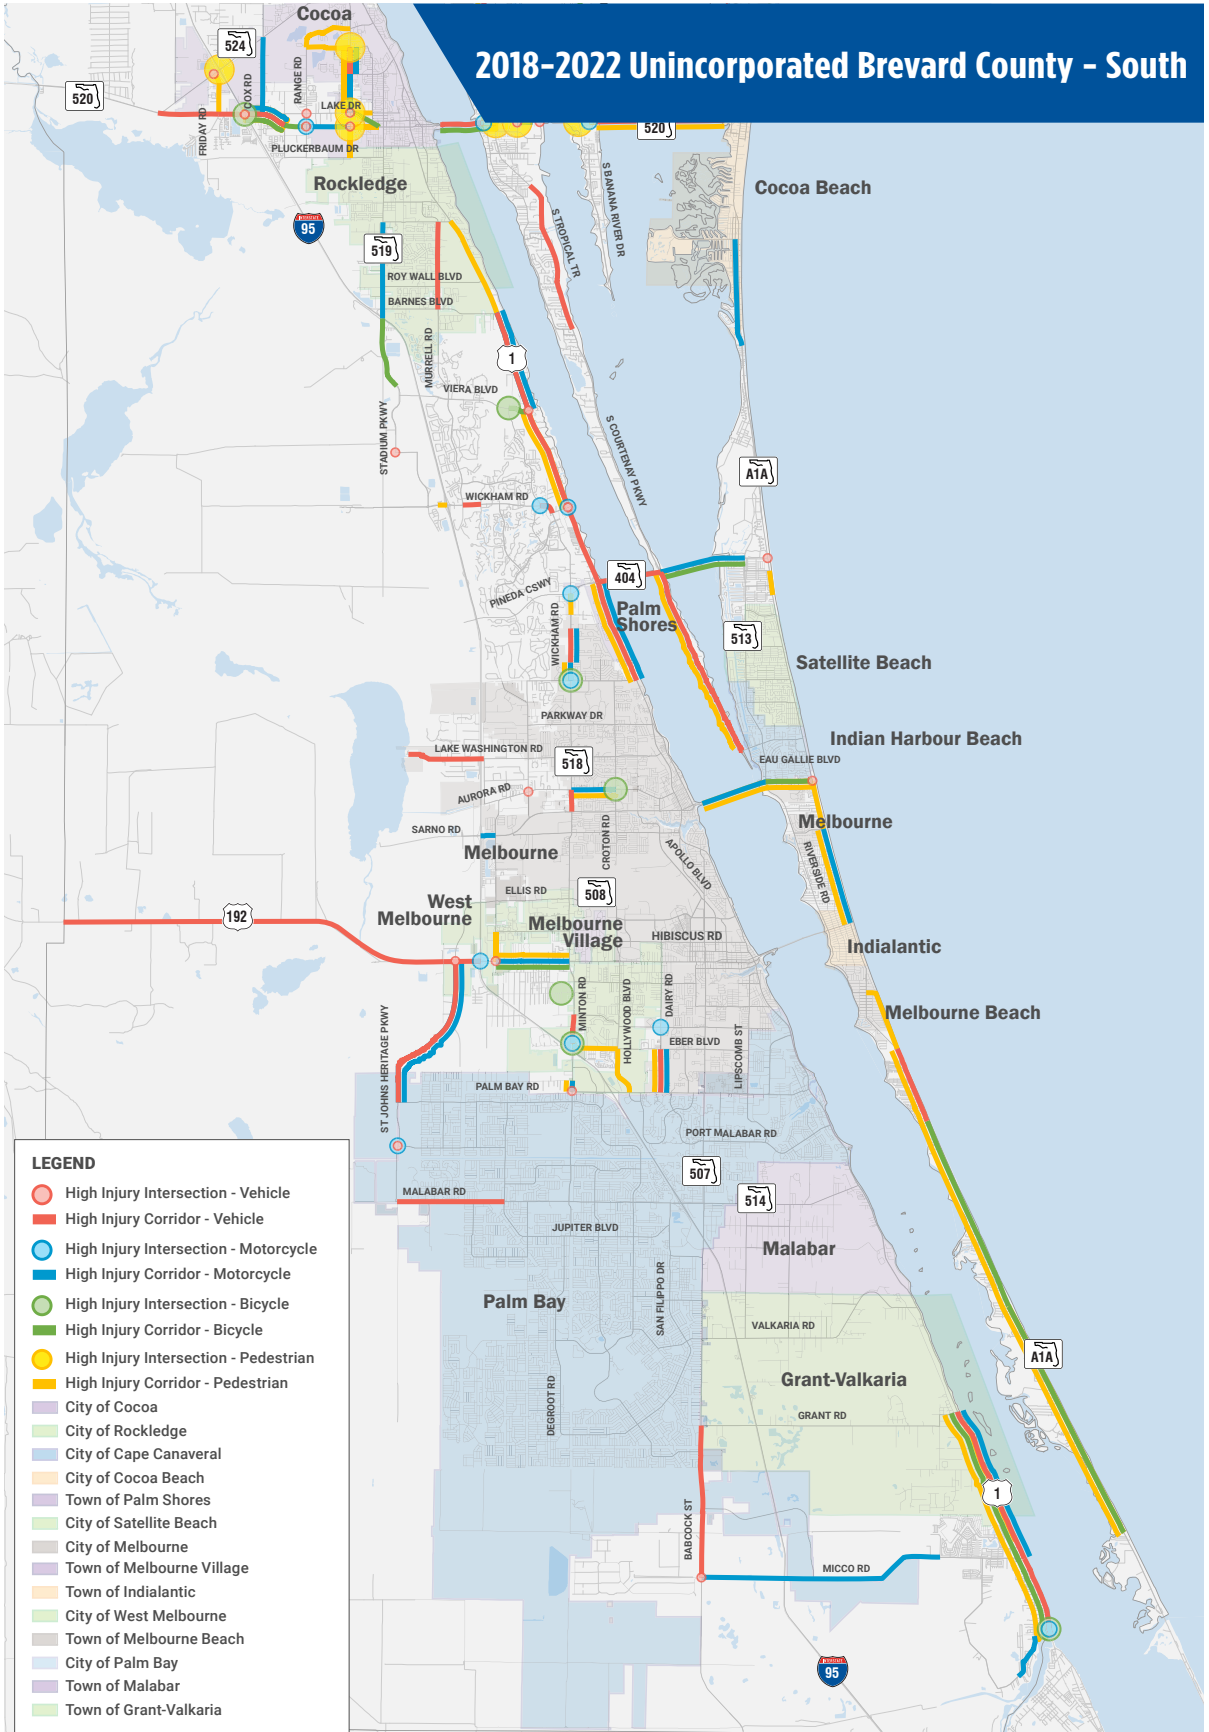 2018-2022 Unincorporated Brevard County - South
Cocoa
524
520
COX RD
RANGE RD
FRIDAY RD
LAKE DR
PLUCKERBAUM DR
520
Rockledge
Cocoa Beach
95
519
S BANANA RIVER DR
S TROPICAL TR
ROY WALL BLVD
BARNES BLVD
MURRELL RD
1
VIERA BLVD
STADIUM PKWY
S COURTENAY PKWY
A1A
WICKHAM RD
404
PINEDA CSWY
Palm
Shores
WICKHAM RD
513
Satellite Beach
PARKWAY DR
Indian Harbour Beach
LAKE WASHINGTON RD
518
EAU GALLIE BLVD
AURORA RD
Melbourne
SARNO RD
CROTON RD
APOLLO BLVD
RIVERSIDE RD
Melbourne
ELLIS RD
508
West
Melbourne
192
Melbourne
Village
HIBISCUS RD
Indialantic
MINTON RD
HOLLYWOOD BLVD
DAIRY RD
Melbourne Beach
EBER BLVD
LIPSCOMB ST
ST JOHNS HERITAGE PKWY
PALM BAY RD
PORT MALABAR RD
507
514
MALABAR RD
JUPITER BLVD
Malabar
Palm Bay
SAN FILIPPO DR
VALKARIA RD
A1A
Grant-Valkaria
DEGROOT RD
GRANT RD
1
BABCOCK ST
MICCO RD
95
LEGEND
High Injury Intersection - Vehicle
High Injury Corridor - Vehicle
High Injury Intersection - Motorcycle
High Injury Corridor - Motorcycle
High Injury Intersection - Bicycle
High Injury Corridor - Bicycle
High Injury Intersection - Pedestrian
High Injury Corridor - Pedestrian
City of Cocoa
City of Rockledge
City of Cape Canaveral
City of Cocoa Beach
Town of Palm Shores
City of Satellite Beach
City of Melbourne
Town of Melbourne Village
Town of Indialantic
City of West Melbourne
Town of Melbourne Beach
City of Palm Bay
Town of Malabar
Town of Grant-Valkaria